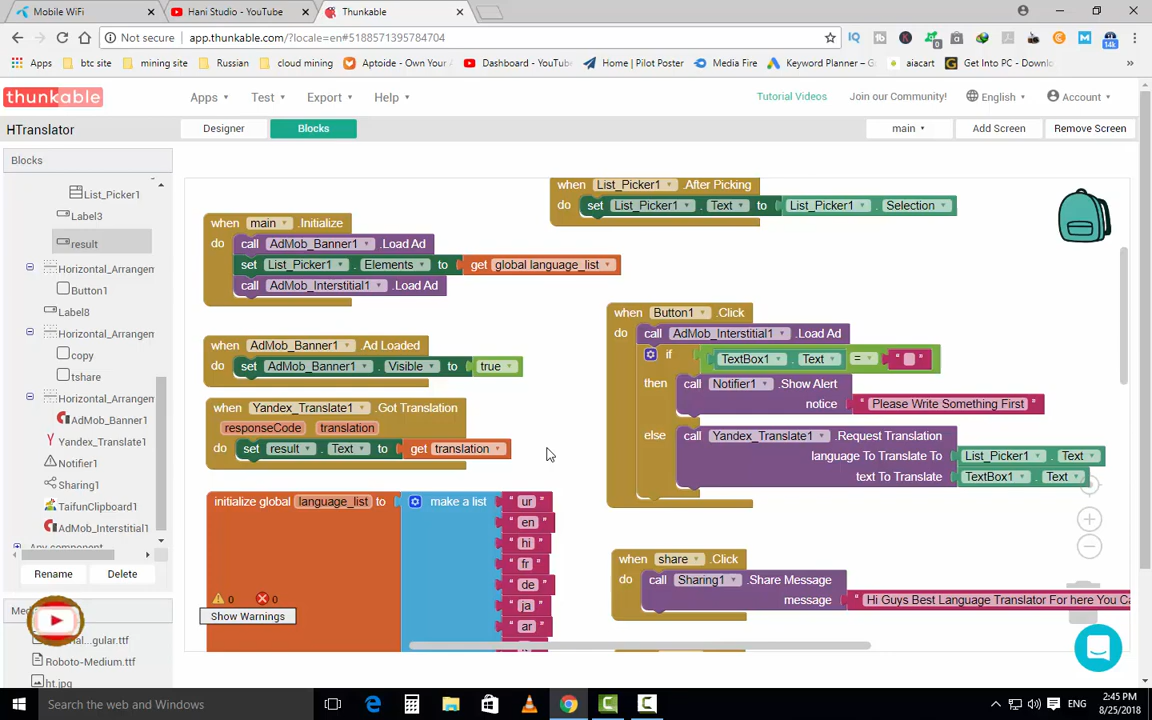 Mobile WiFi
Hani Studio - YouTube
Thunkable
Not secure
app.thunkable.com/?locale=en#5188571395784704
Apps
btc site
mining site
Russian
cloud mining
Aptoide - Own Your A
Dashboard - YouTub
Home | Pilot Poster
Media Fire
Keyword Planner – G
aiacart
Get Into PC - Downlo
thunkable
Apps
Test
Export
Help
Tutorial Videos
Join our Community!
English
Account
HTranslator
Designer
Blocks
main
Add Screen
Remove Screen
Blocks
List_Picker1
Label3
result
Horizontal_Arrangem
Button1
Label8
Horizontal_Arrangem
copy
tshare
Horizontal_Arrangem
AdMob_Banner1
Yandex_Translate1
Notifier1
Sharing1
TaifunClipboard1
AdMob_Interstitial1
Any component
Rename
Delete
gular.ttf
Roboto-Medium.ttf
ht.jpg
when List_Picker1 .After Picking
do set List_Picker1 . Text to List_Picker1 . Selection
when main .Initialize
do call AdMob_Banner1 .Load Ad
set List_Picker1 . Elements to get global language_list
call AdMob_Interstitial1 .Load Ad
when AdMob_Banner1 .Ad Loaded
do set AdMob_Banner1 . Visible to true
when Yandex_Translate1 .Got Translation
responseCode translation
do set result . Text to get translation
initialize global language_list to make a list " ur "
" en "
" hi "
" fr "
" de "
" ja "
" ar "
0 0
Show Warnings
when Button1 .Click
do call AdMob_Interstitial1 .Load Ad
if TextBox1 . Text = " "
then call Notifier1 .Show Alert
notice " Please Write Something First "
else call Yandex_Translate1 .Request Translation
language To Translate To List_Picker1 . Text
text To Translate TextBox1 . Text
when share .Click
do call Sharing1 .Share Message
message " Hi Guys Best Language Translator For here You Ca
Search the web and Windows
ENG
2:45 PM
8/25/2018